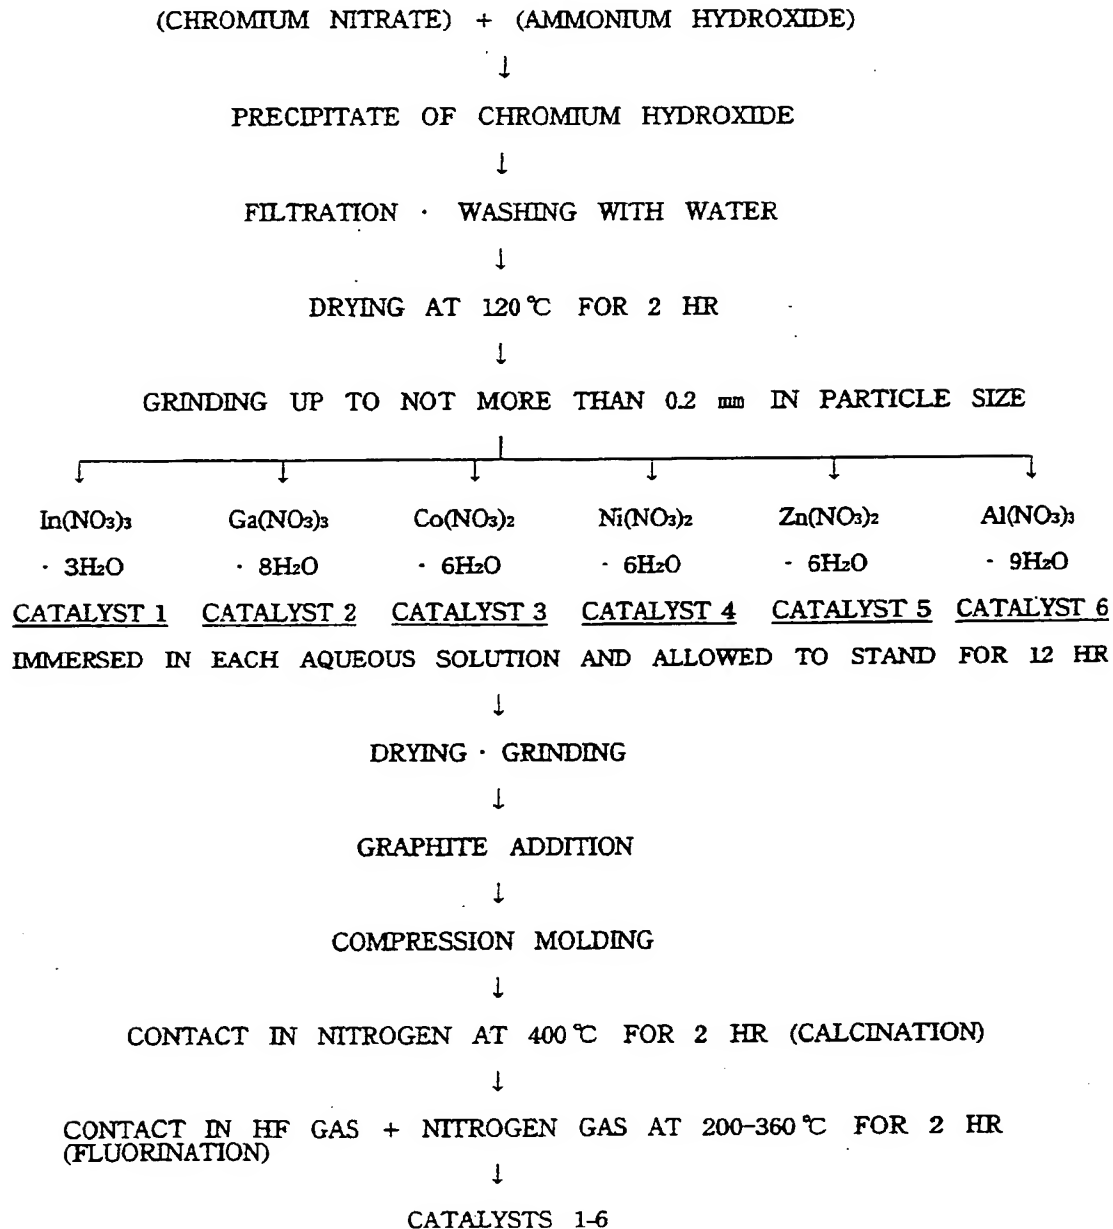 (CHROMIUM NITRATE) + (AMMONIUM HYDROXIDE)
↓
PRECIPITATE OF CHROMIUM HYDROXIDE
↓
FILTRATION · WASHING WITH WATER
↓
DRYING AT 120℃ FOR 2 HR
↓
GRINDING UP TO NOT MORE THAN 0.2 mm IN PARTICLE SIZE
In(NO₃)₃ Ga(NO₃)₃ Co(NO₃)₂ Ni(NO₃)₂ Zn(NO₃)₂ Al(NO₃)₃
· 3H₂O · 8H₂O · 6H₂O · 6H₂O · 6H₂O · 9H₂O
CATALYST 1 CATALYST 2 CATALYST 3 CATALYST 4 CATALYST 5 CATALYST 6
IMMERSED IN EACH AQUEOUS SOLUTION AND ALLOWED TO STAND FOR 12 HR
↓
DRYING · GRINDING
↓
GRAPHITE ADDITION
↓
COMPRESSION MOLDING
↓
CONTACT IN NITROGEN AT 400℃ FOR 2 HR (CALCINATION)
↓
CONTACT IN HF GAS + NITROGEN GAS AT 200-360℃ FOR 2 HR
(FLUORINATION)
↓
CATALYSTS 1-6